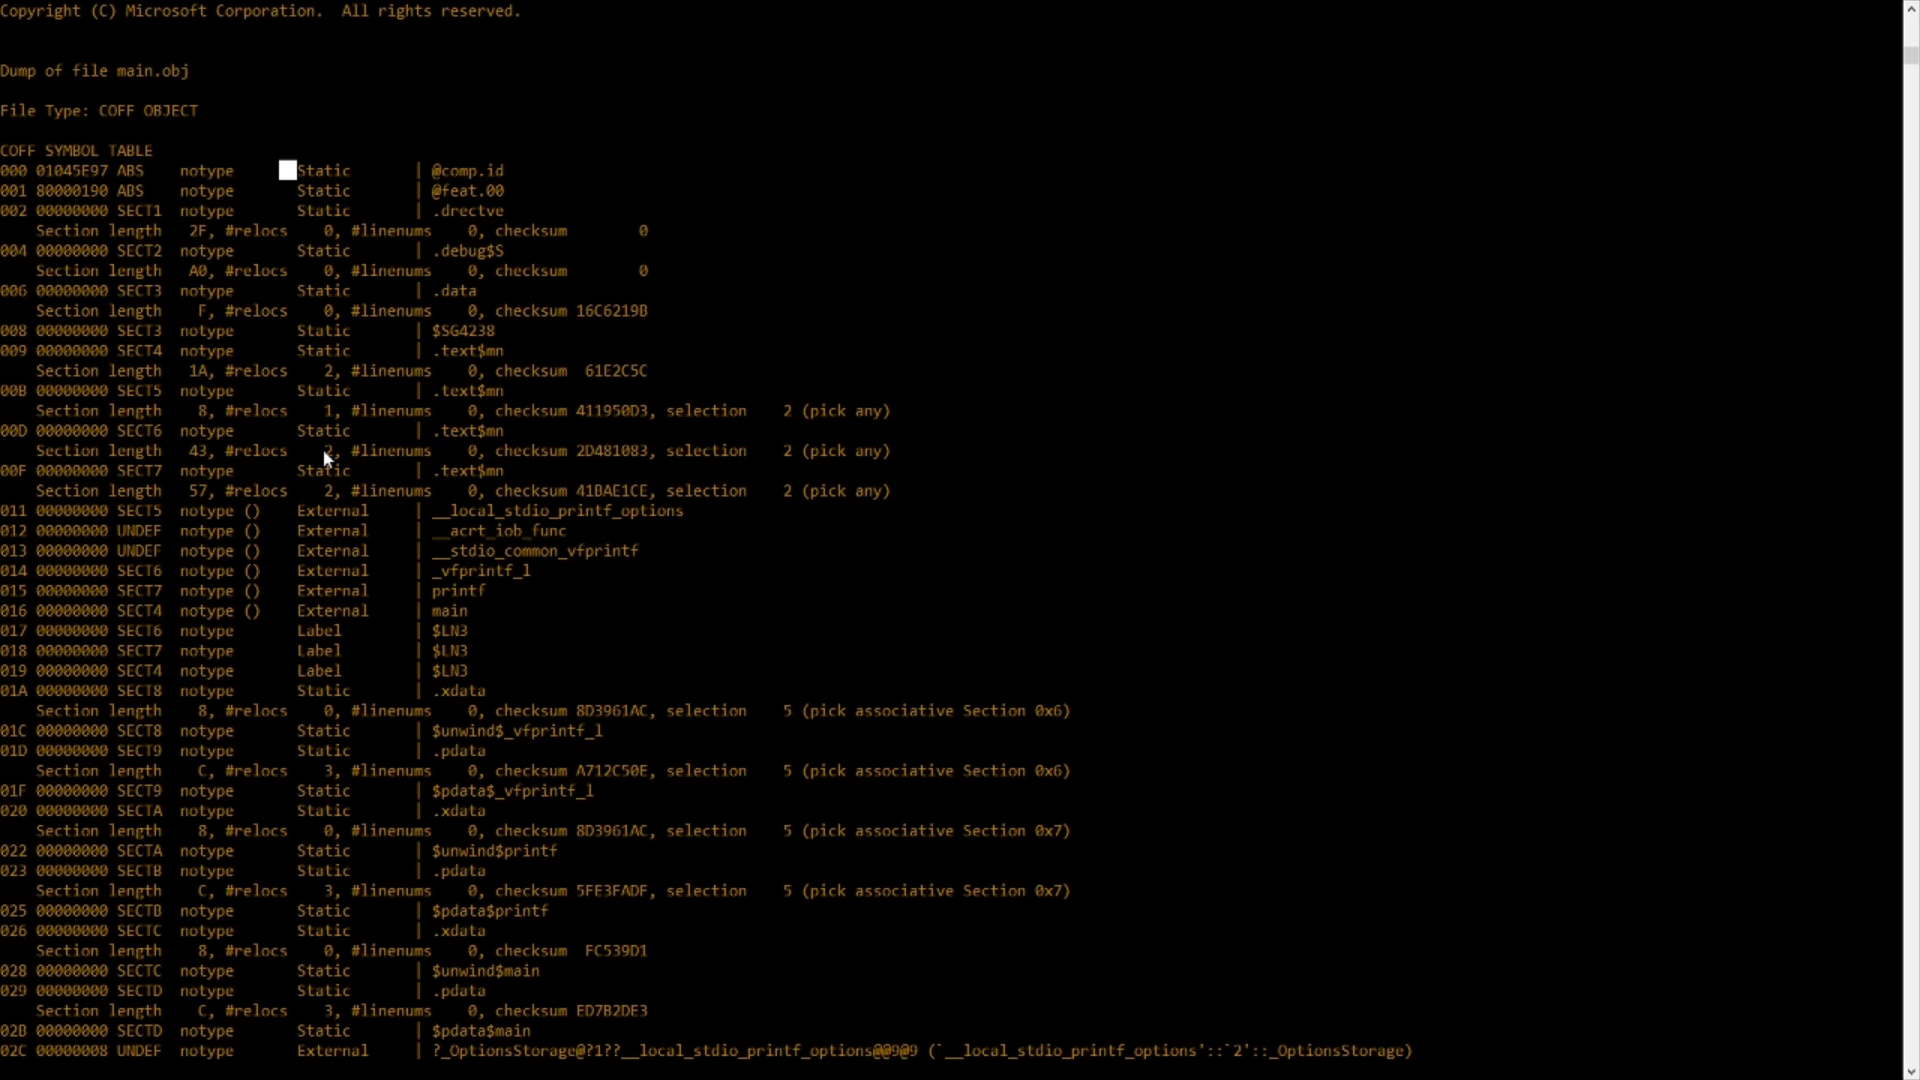 Copyright (C) Microsoft Corporation.  All rights reserved.
Dump of file main.obj
File Type: COFF OBJECT
COFF SYMBOL TABLE
000 01045E97 ABS    notype       Static       | @comp.id
001 80000190 ABS    notype       Static       | @feat.00
002 00000000 SECT1  notype       Static       | .drectve
    Section length   2F, #relocs    0, #linenums    0, checksum        0
004 00000000 SECT2  notype       Static       | .debug$S
    Section length   A0, #relocs    0, #linenums    0, checksum        0
006 00000000 SECT3  notype       Static       | .data
    Section length    F, #relocs    0, #linenums    0, checksum 16C6219B
008 00000000 SECT3  notype       Static       | $SG4238
009 00000000 SECT4  notype       Static       | .text$mn
    Section length   1A, #relocs    2, #linenums    0, checksum  61E2C5C
00B 00000000 SECT5  notype       Static       | .text$mn
    Section length    8, #relocs    1, #linenums    0, checksum 411950D3, selection    2 (pick any)
00D 00000000 SECT6  notype       Static       | .text$mn
    Section length   43, #relocs    2, #linenums    0, checksum 2D481083, selection    2 (pick any)
00F 00000000 SECT7  notype       Static       | .text$mn
    Section length   57, #relocs    2, #linenums    0, checksum 41BAE1CE, selection    2 (pick any)
011 00000000 SECT5  notype ()    External     | __local_stdio_printf_options
012 00000000 UNDEF  notype ()    External     | __acrt_iob_func
013 00000000 UNDEF  notype ()    External     | __stdio_common_vfprintf
014 00000000 SECT6  notype ()    External     | _vfprintf_l
015 00000000 SECT7  notype ()    External     | printf
016 00000000 SECT4  notype ()    External     | main
017 00000000 SECT6  notype       Label        | $LN3
018 00000000 SECT7  notype       Label        | $LN3
019 00000000 SECT4  notype       Label        | $LN3
01A 00000000 SECT8  notype       Static       | .xdata
    Section length    8, #relocs    0, #linenums    0, checksum 8D3961AC, selection    5 (pick associative Section 0x6)
01C 00000000 SECT8  notype       Static       | $unwind$_vfprintf_l
01D 00000000 SECT9  notype       Static       | .pdata
    Section length    C, #relocs    3, #linenums    0, checksum A712C50E, selection    5 (pick associative Section 0x6)
01F 00000000 SECT9  notype       Static       | $pdata$_vfprintf_l
020 00000000 SECTA  notype       Static       | .xdata
    Section length    8, #relocs    0, #linenums    0, checksum 8D3961AC, selection    5 (pick associative Section 0x7)
022 00000000 SECTA  notype       Static       | $unwind$printf
023 00000000 SECTB  notype       Static       | .pdata
    Section length    C, #relocs    3, #linenums    0, checksum 5FE3FADF, selection    5 (pick associative Section 0x7)
025 00000000 SECTB  notype       Static       | $pdata$printf
026 00000000 SECTC  notype       Static       | .xdata
    Section length    8, #relocs    0, #linenums    0, checksum  FC539D1
028 00000000 SECTC  notype       Static       | $unwind$main
029 00000000 SECTD  notype       Static       | .pdata
    Section length    C, #relocs    3, #linenums    0, checksum ED7B2DE3
02B 00000000 SECTD  notype       Static       | $pdata$main
02C 00000008 UNDEF  notype       External     | ?_OptionsStorage@?1??__local_stdio_printf_options@@9@9 (`__local_stdio_printf_options'::`2'::_OptionsStorage)